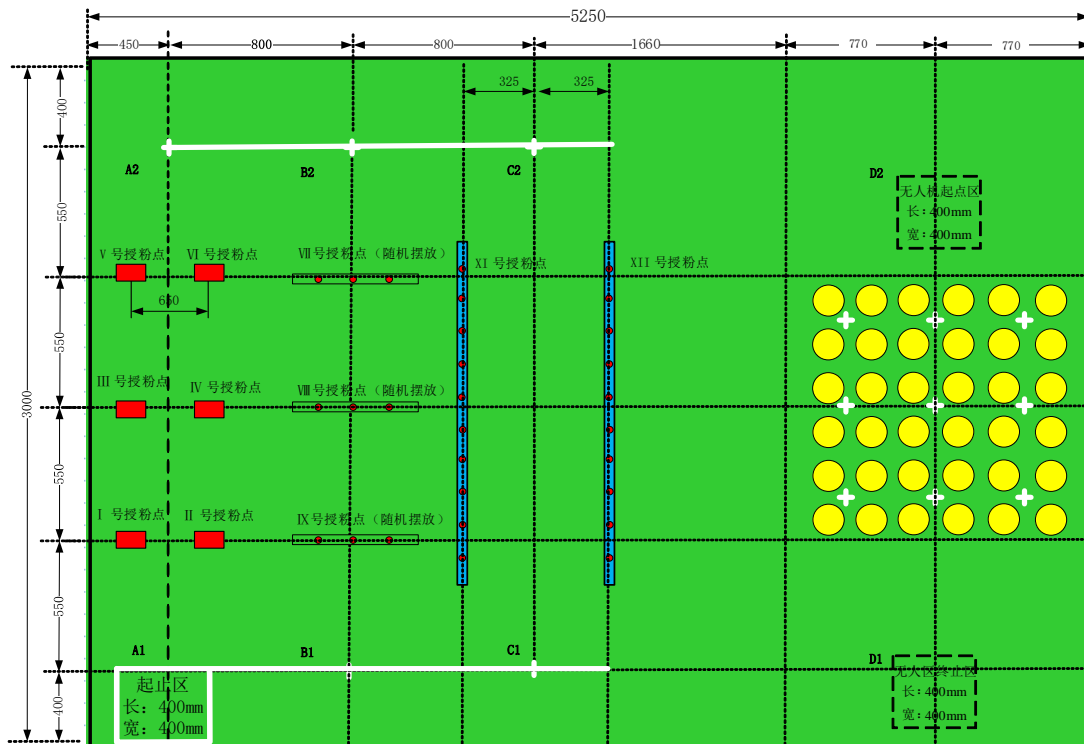 5250
450
800
800
1660
770
770
325
325
400
A2
B2
C2
D2
无人机起点区
长：400mm
宽：400mm
550
V 号授粉点
VI 号授粉点
VII号授粉点（随机摆放）
XI 号授粉点
XII 号授粉点
650
550
III 号授粉点
IV 号授粉点
VIII号授粉点（随机摆放）
3000
550
I 号授粉点
II 号授粉点
IX号授粉点（随机摆放）
550
A1
B1
C1
D1
起止区
长：400mm
宽：400mm
无人区终止区
长：400mm
宽：400mm
400